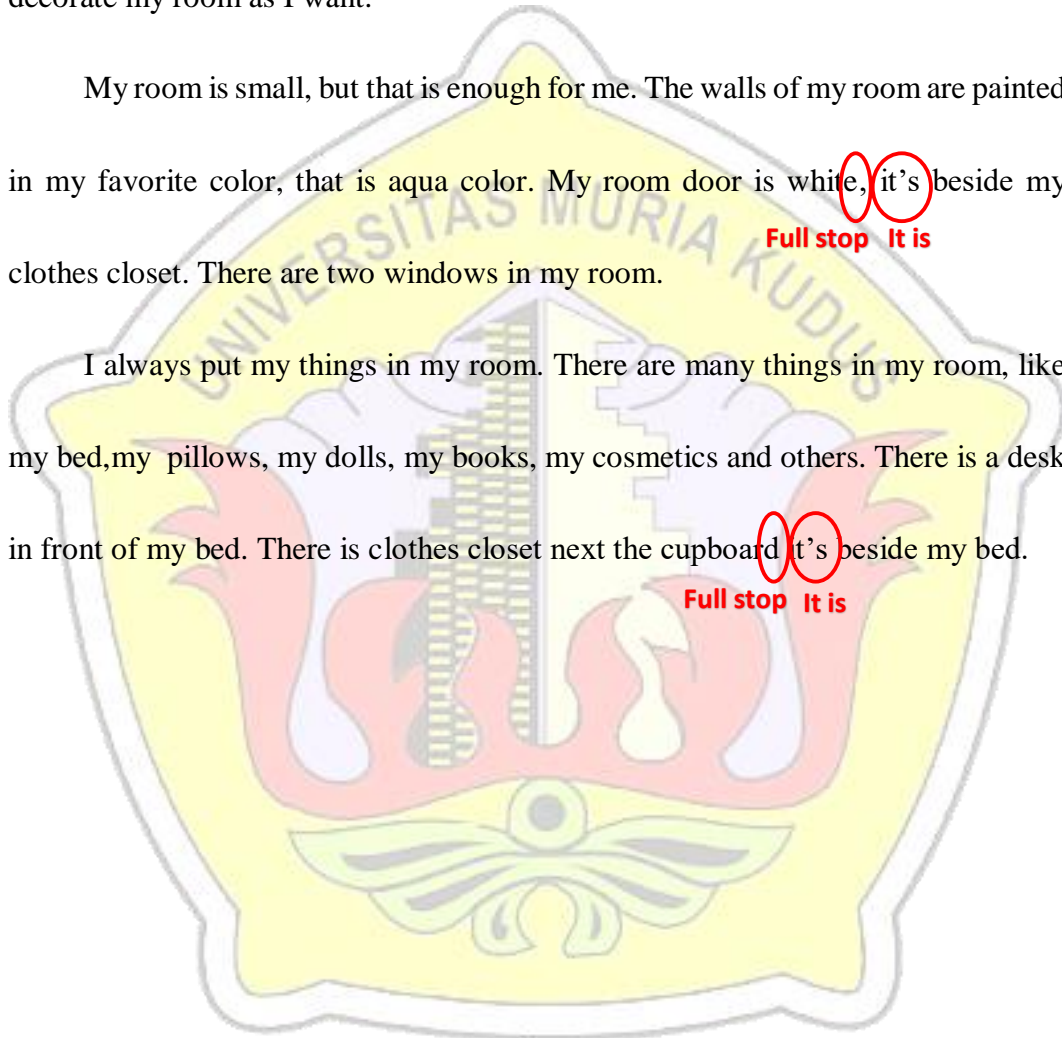 decorate my room as I want.
My room is small, but that is enough for me. The walls of my room are painted
in my favorite color, that is aqua color. My room door is white, it’s beside my
Full stop It is
clothes closet. There are two windows in my room.
UNIVERSITAS MURIA KUDUS
I always put my things in my room. There are many things in my room, like
my bed,my pillows, my dolls, my books, my cosmetics and others. There is a desk
in front of my bed. There is clothes closet next the cupboard it’s beside my bed.
Full stop It is